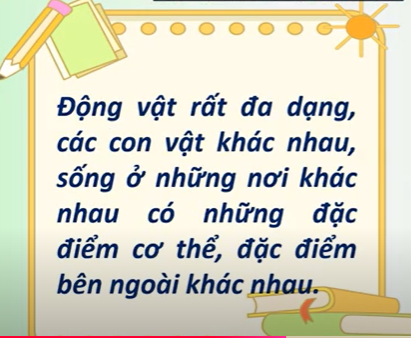 Động vật rất đa dạng,
các con vật khác nhau,
sống ở những nơi khác
nhau có những đặc
điểm cơ thể, đặc điểm
bên ngoài khác nhau.